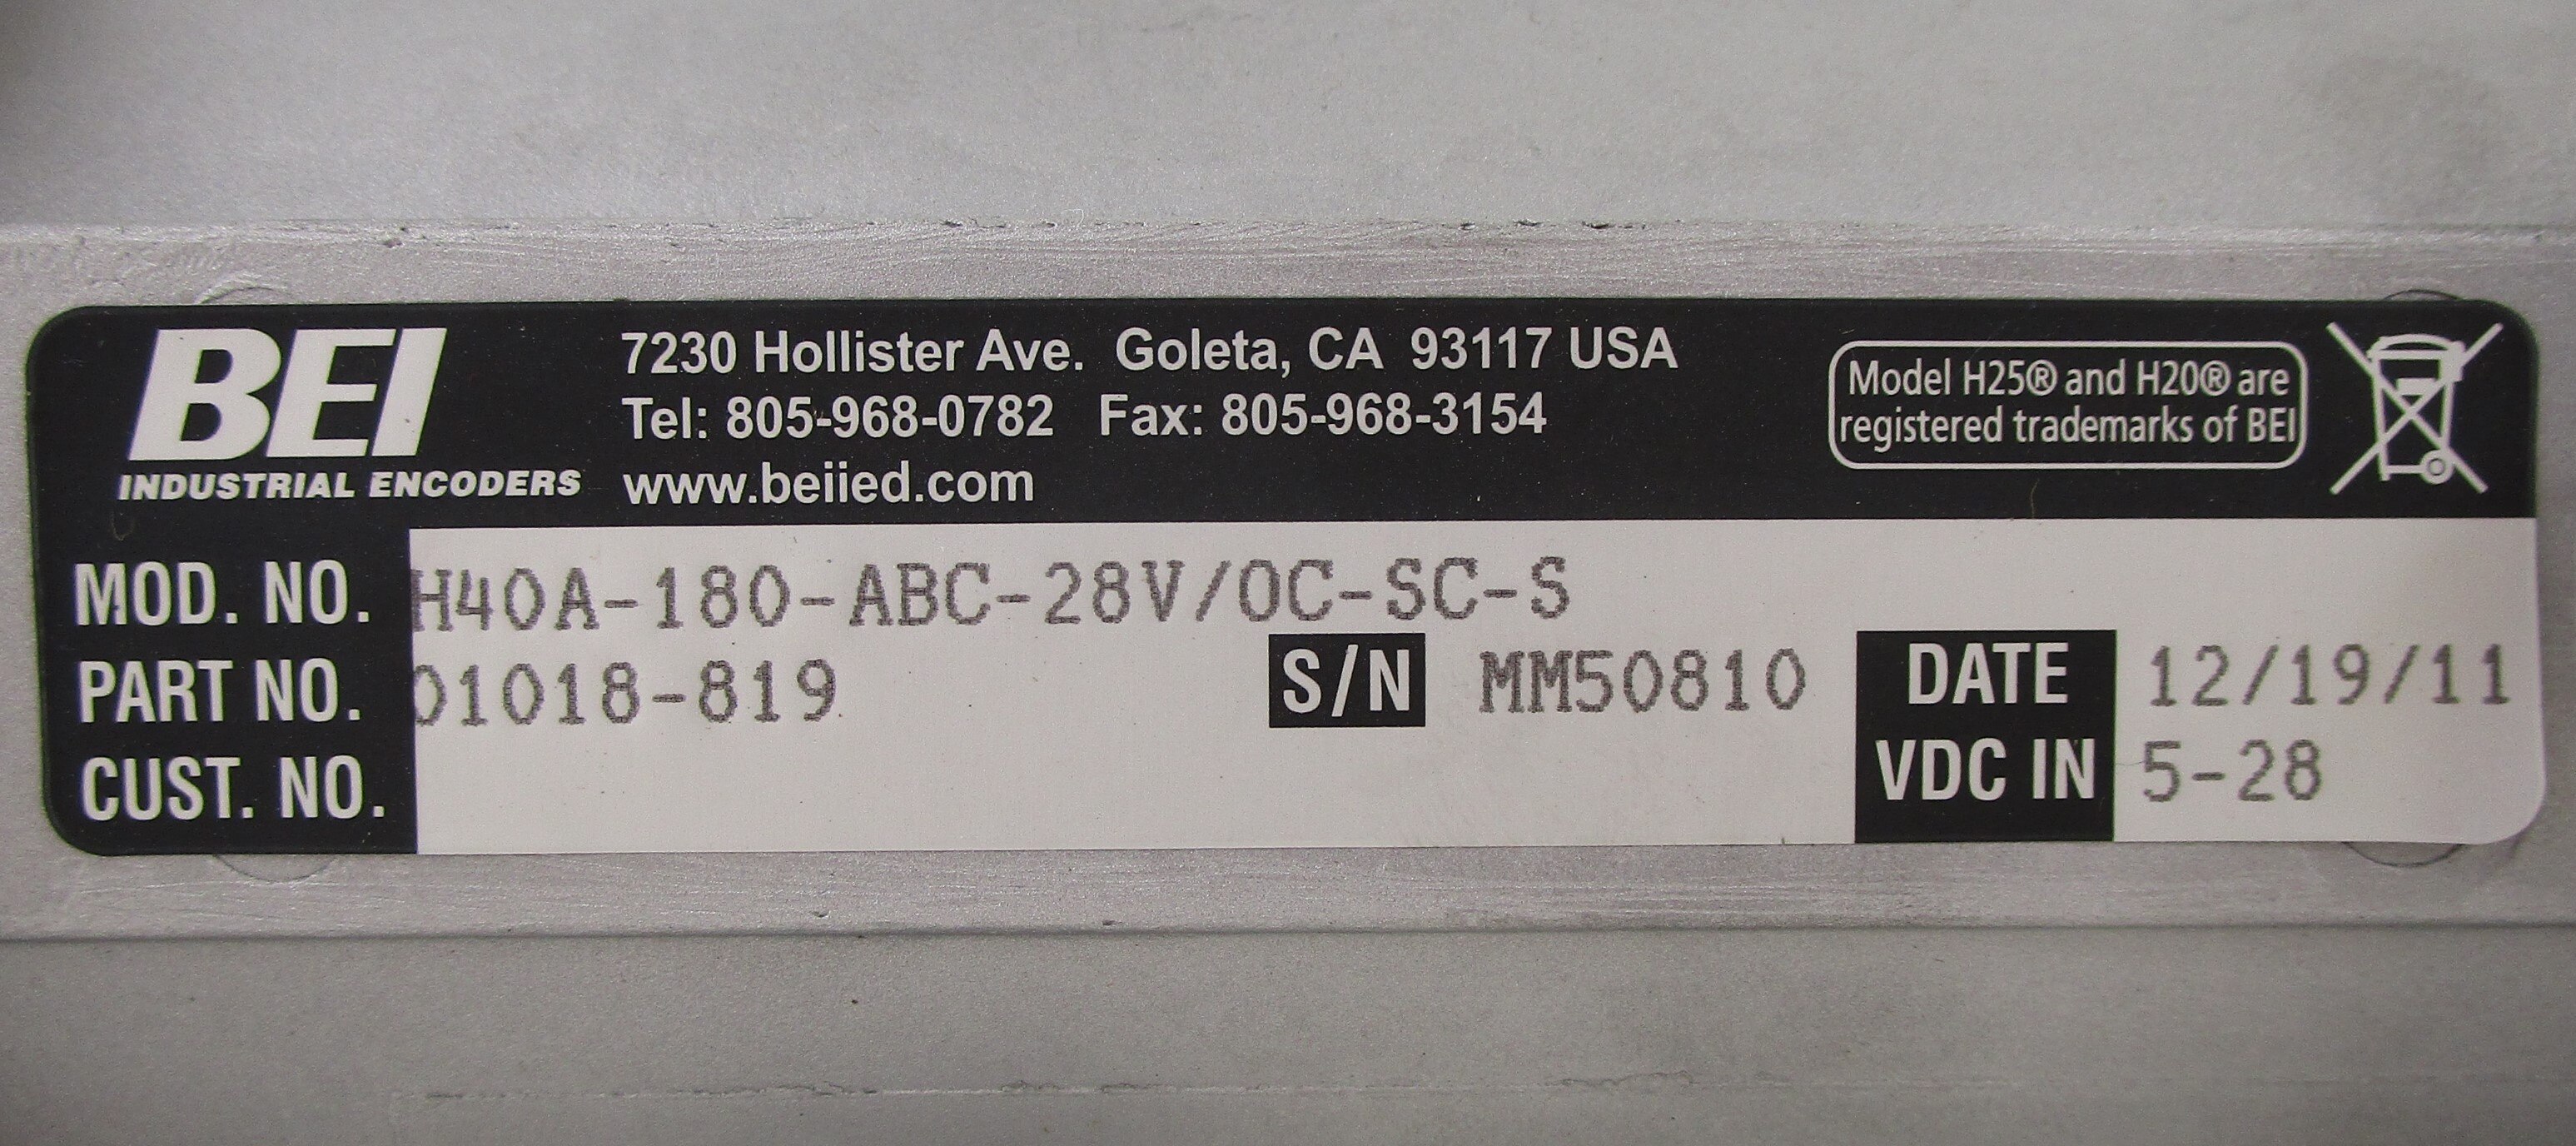 BEI
INDUSTRIAL ENCODERS
7230 Hollister Ave. Goleta, CA 93117 USA
Tel: 805-968-0782 Fax: 805-968-3154
www.beiied.com
Model H25® and H20® are
registered trademarks of BEI
MOD. NO. H40A-180-ABC-28V/OC-SC-S
PART NO. 01018-819 S/N MM50810 DATE 12/19/11
CUST. NO. VDC IN 5-28